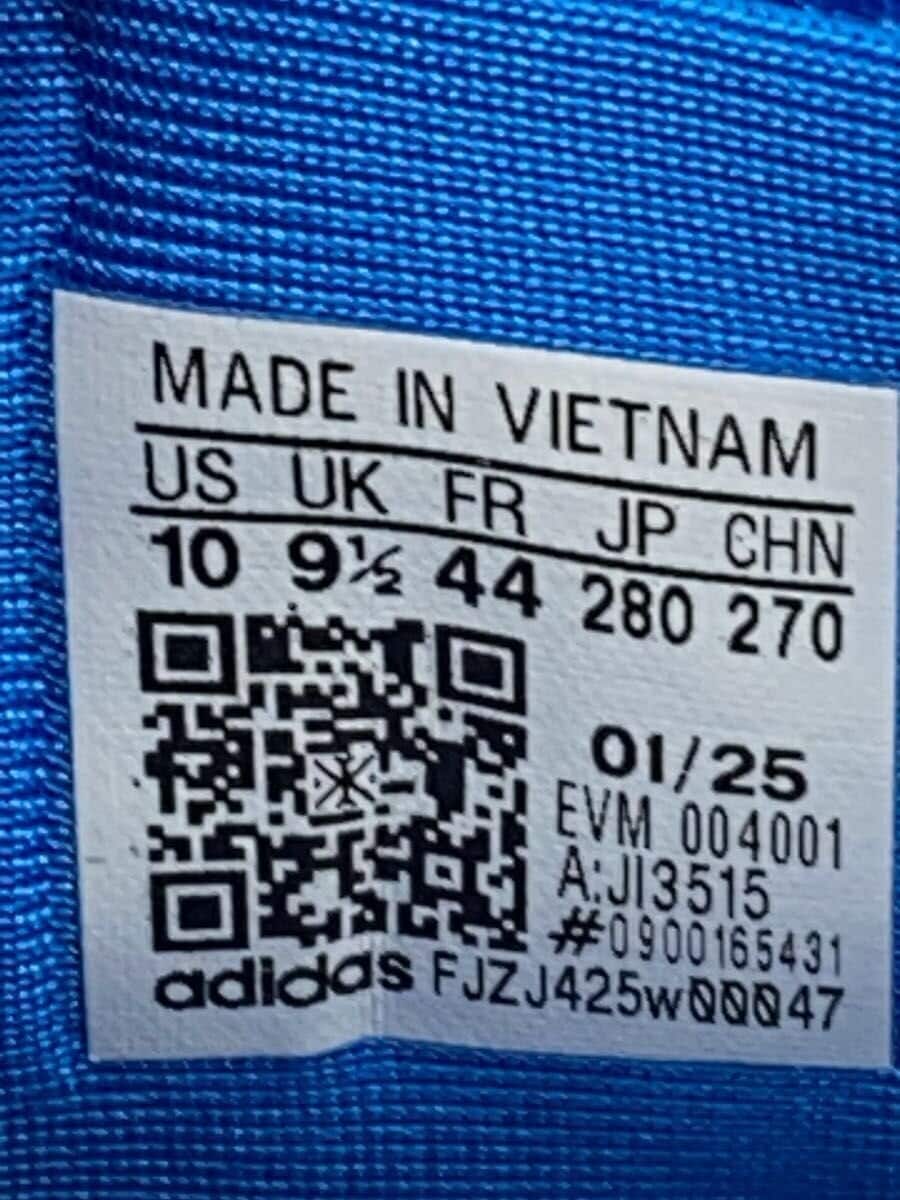 MADE IN VIETNAM
US UK FR JP CHN
10 9½ 44 280 270
01/25
EVM 004001
A:JI3515
#0900165431
adidas FJZJ425w00047